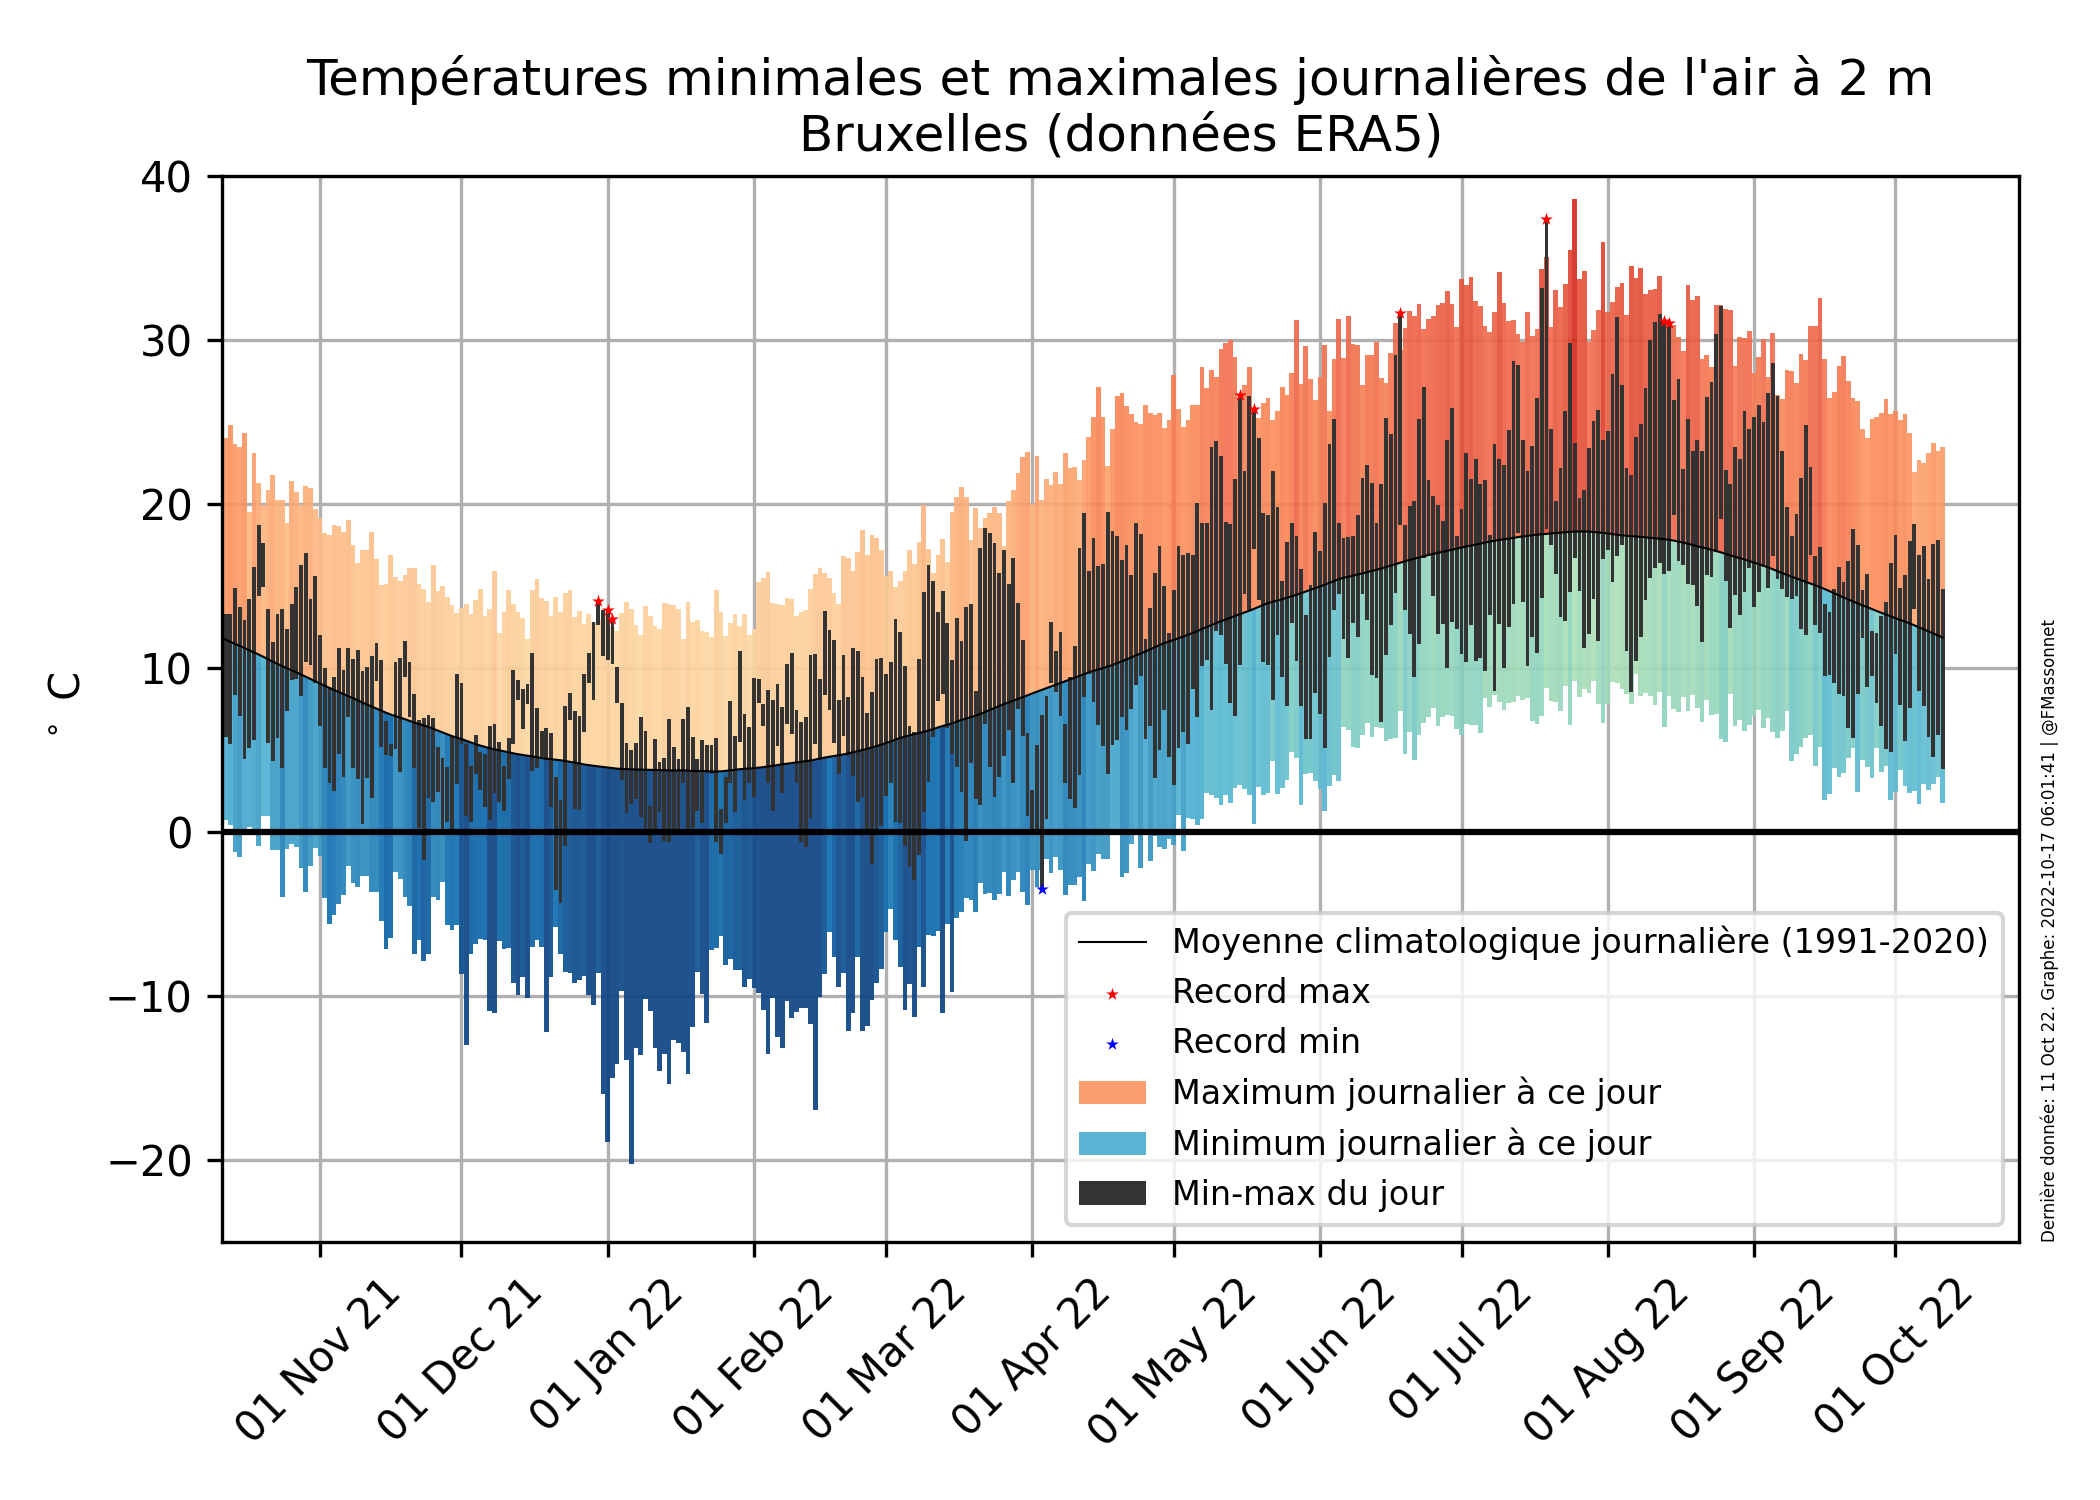 Températures minimales et maximales journalières de l'air à 2 m
Bruxelles (données ERA5)
40
30
20
10
0
−10
−20
° C
01 Nov 21
01 Dec 21
01 Jan 22
01 Feb 22
01 Mar 22
01 Apr 22
01 May 22
01 Jun 22
01 Jul 22
01 Aug 22
01 Sep 22
01 Oct 22
Moyenne climatologique journalière (1991-2020)
Record max
Record min
Maximum journalier à ce jour
Minimum journalier à ce jour
Min-max du jour
Dernière donnée: 11 Oct 22. Graphe: 2022-10-17 06:01:41 | @FMassonnet